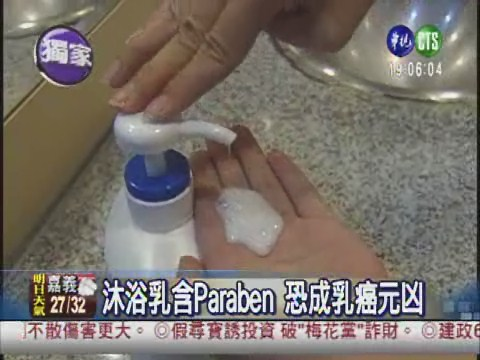 獨家
華視 CTS
19:06:04
明日天氣
嘉義
27/32
沐浴乳含Paraben 恐成乳癌元凶
不散傷害更大。 ◎假尋寶誘投資 破"梅花黨"詐財。 ◎建政6